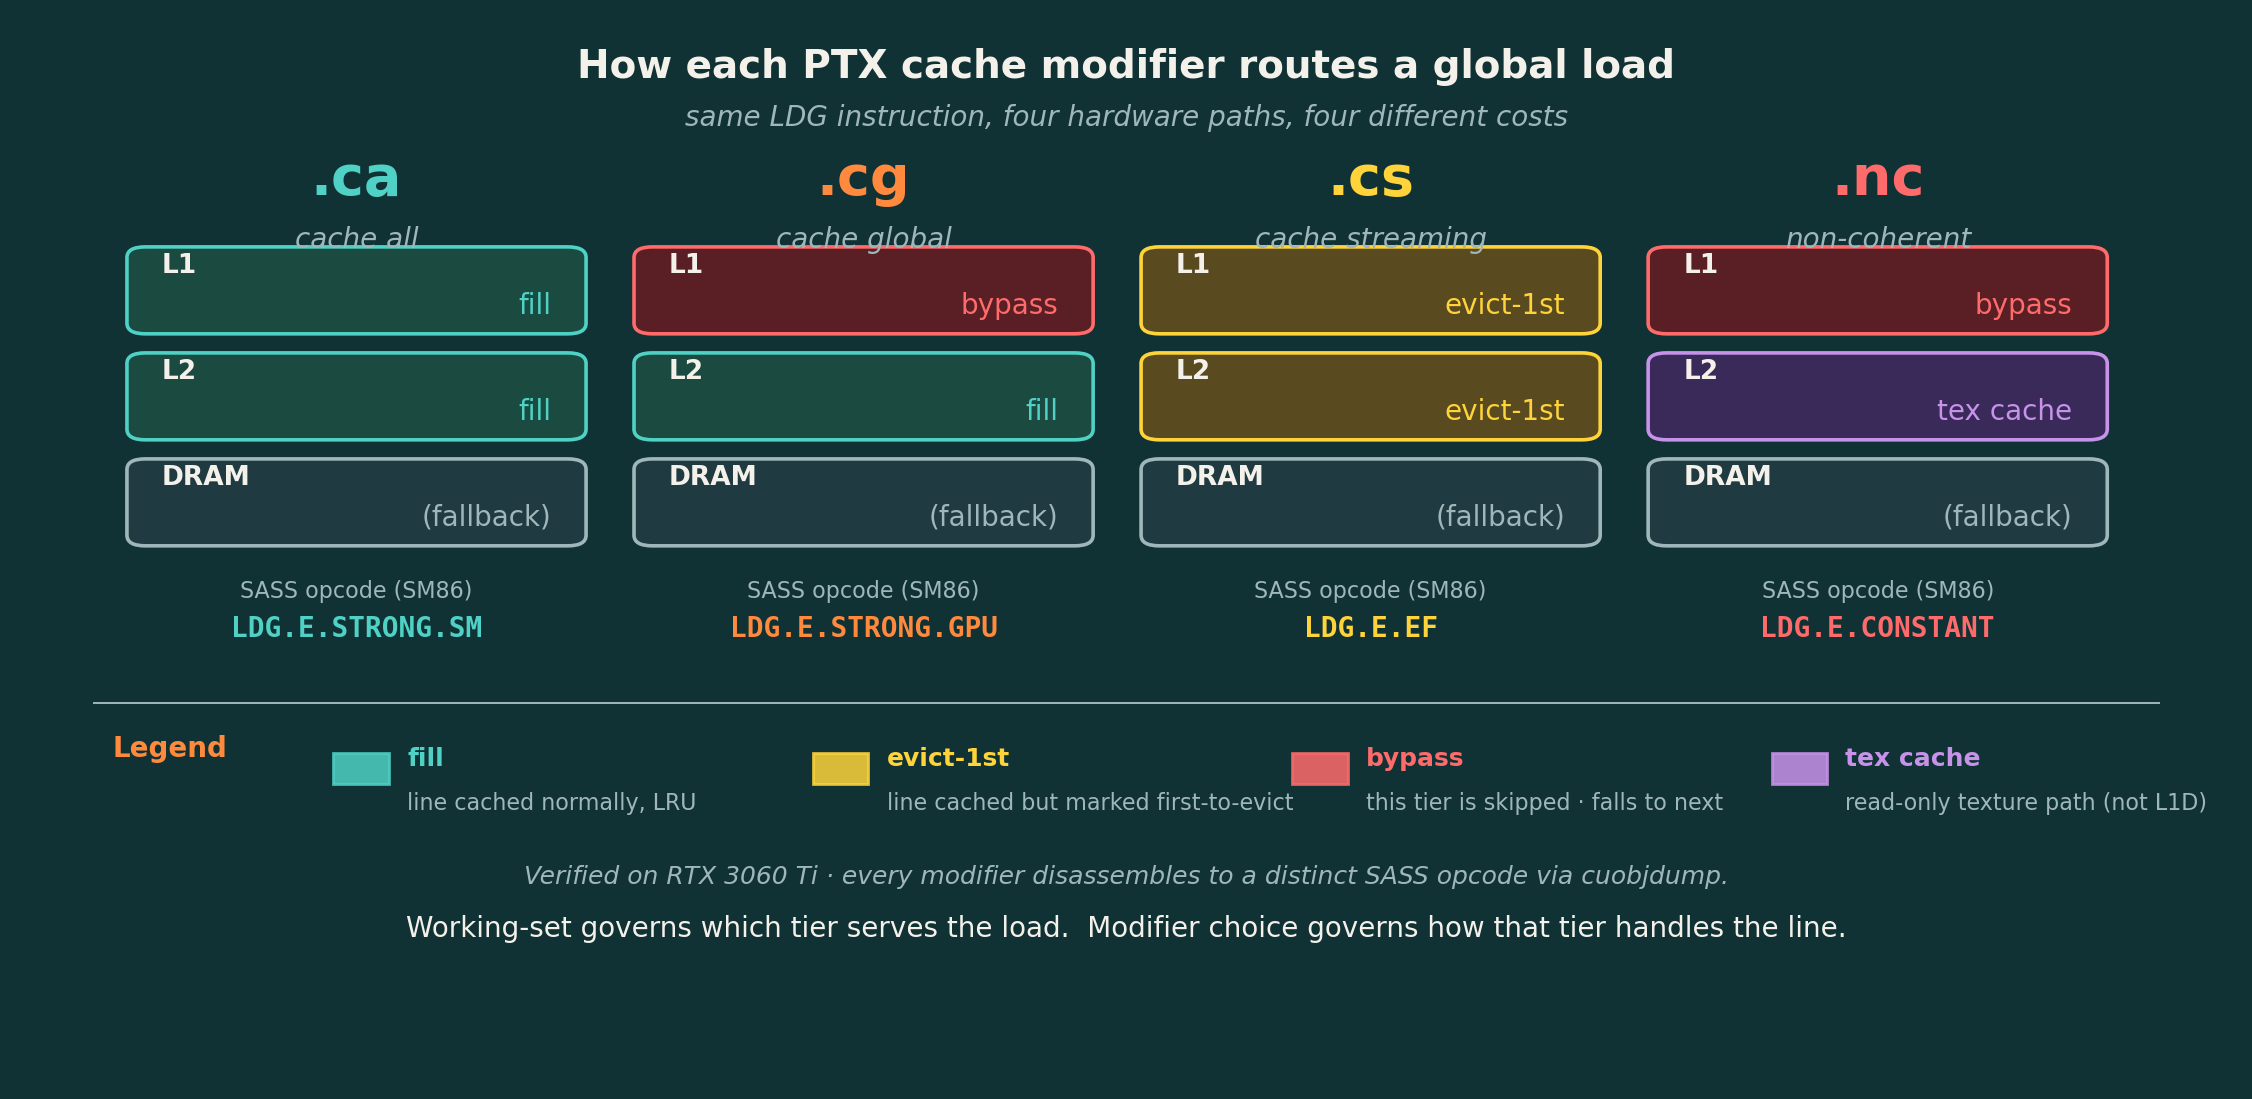 How each PTX cache modifier routes a global load
same LDG instruction, four hardware paths, four different costs
.ca
cache all
L1
fill
L2
fill
DRAM
(fallback)
SASS opcode (SM86)
LDG.E.STRONG.SM
.cg
cache global
L1
bypass
L2
fill
DRAM
(fallback)
SASS opcode (SM86)
LDG.E.STRONG.GPU
.cs
cache streaming
L1
evict-1st
L2
evict-1st
DRAM
(fallback)
SASS opcode (SM86)
LDG.E.EF
.nc
non-coherent
L1
bypass
L2
tex cache
DRAM
(fallback)
SASS opcode (SM86)
LDG.E.CONSTANT
Legend
fill
line cached normally, LRU
evict-1st
line cached but marked first-to-evict
bypass
this tier is skipped · falls to next
tex cache
read-only texture path (not L1D)
Verified on RTX 3060 Ti · every modifier disassembles to a distinct SASS opcode via cuobjdump.
Working-set governs which tier serves the load.  Modifier choice governs how that tier handles the line.